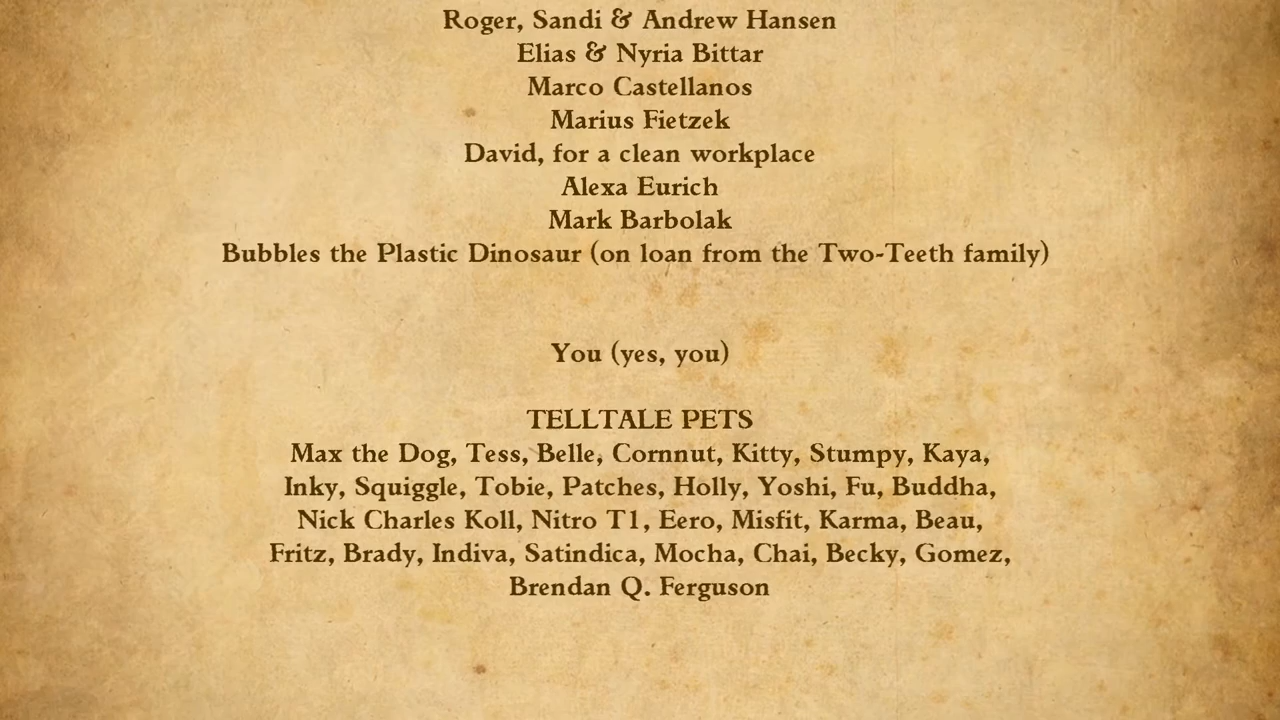 Roger, Sandi & Andrew Hansen
Elias & Nyria Bittar
Marco Castellanos
Marius Fietzek
David, for a clean workplace
Alexa Eurich
Mark Barbolak
Bubbles the Plastic Dinosaur (on loan from the Two-Teeth family)
You (yes, you)
TELLTALE PETS
Max the Dog, Tess, Belle, Cornnut, Kitty, Stumpy, Kaya,
Inky, Squiggle, Tobie, Patches, Holly, Yoshi, Fu, Buddha,
Nick Charles Koll, Nitro T1, Eero, Misfit, Karma, Beau,
Fritz, Brady, Indiva, Satindica, Mocha, Chai, Becky, Gomez,
Brendan Q. Ferguson